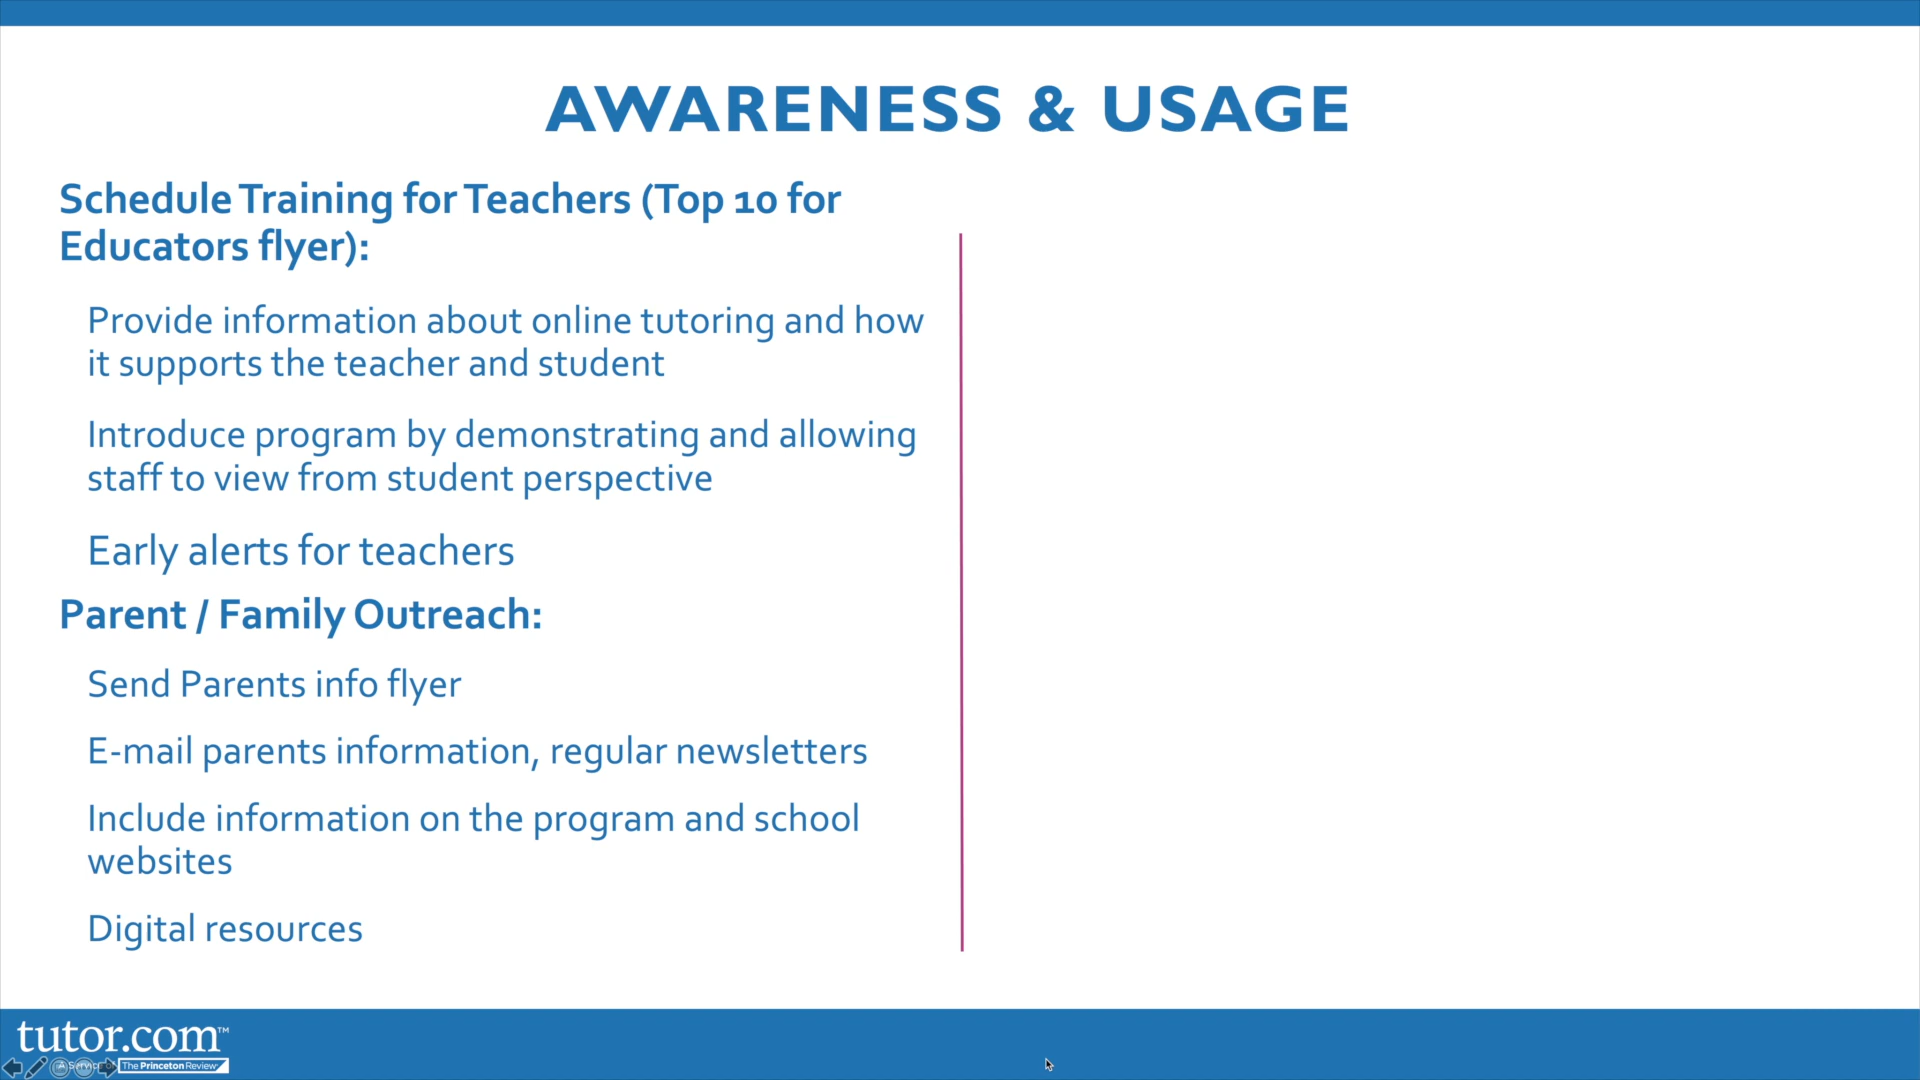 AWARENESS & USAGE
Schedule Training for Teachers (Top 10 for
Educators flyer):
Provide information about online tutoring and how
it supports the teacher and student
Introduce program by demonstrating and allowing
staff to view from student perspective
Early alerts for teachers
Parent / Family Outreach:
Send Parents info flyer
E-mail parents information, regular newsletters
Include information on the program and school
websites
Digital resources
tutor.com™
The Princeton Review